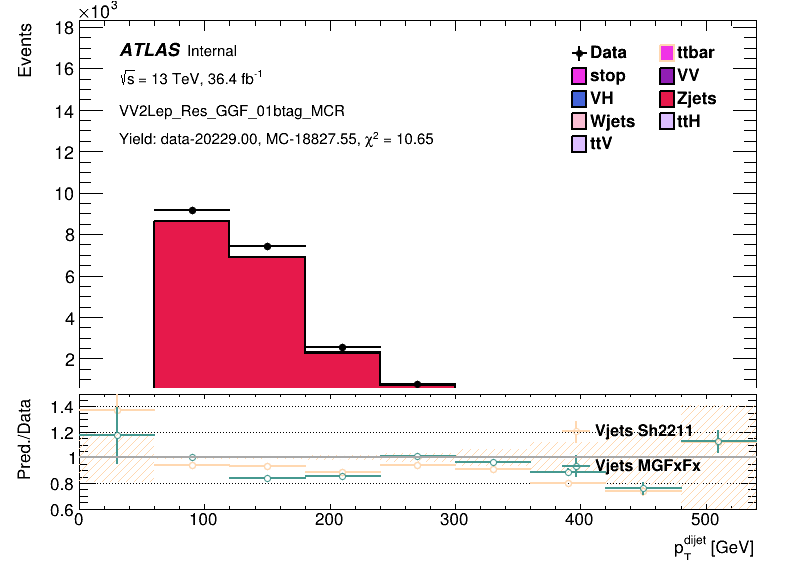 ×10³
Events
18
16
14
12
10
8
6
4
2
ATLAS Internal
√s = 13 TeV, 36.4 fb⁻¹
VV2Lep_Res_GGF_01btag_MCR
Yield: data-20229.00, MC-18827.55, χ² = 10.65
Data ttbar
stop VV
VH Zjets
Wjets ttH
ttV
Pred./Data
1.4
1.2
1
0.8
0.6
Vjets Sh2211
Vjets MGFxFx
0 100 200 300 400 500
p_T^dijet [GeV]